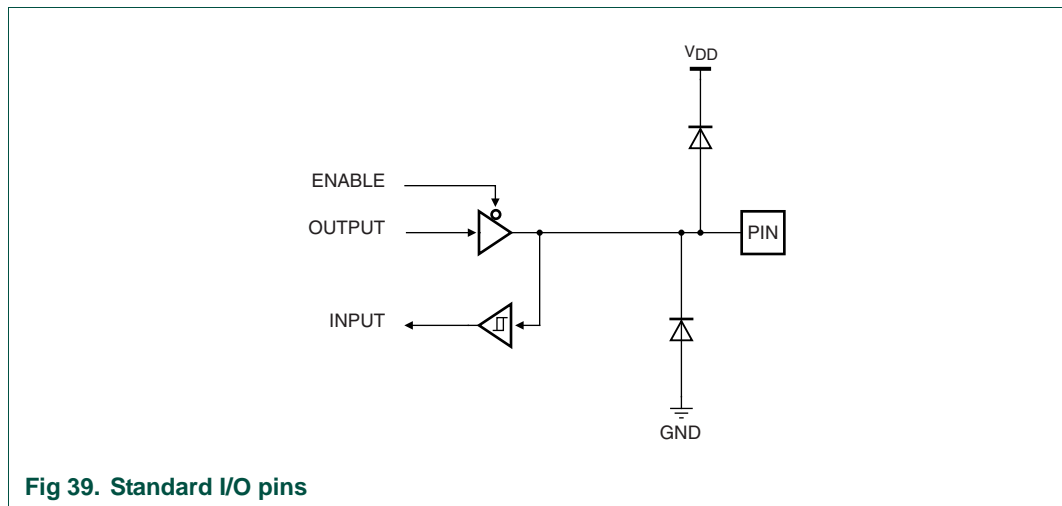 VDD
ENABLE
OUTPUT
PIN
INPUT
GND
Fig 39. Standard I/O pins